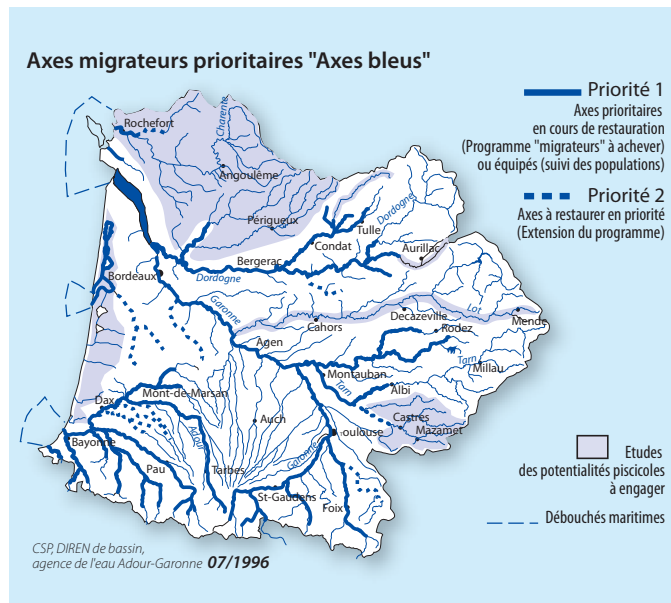 Axes migrateurs prioritaires "Axes bleus"
Priorité 1
Axes prioritaires
en cours de restauration
(Programme "migrateurs" à achever)
ou équipés (suivi des populations)
Priorité 2
Axes à restaurer en priorité
(Extension du programme)
Rochefort
Charente
Angoulême
Périgueux
Dordogne
Tulle
Condat
Aurillac
Bergerac
Bordeaux
Dordogne
Garonne
Lot
Decazeville
Mende
Cahors
Rodez
Agen
Tarn
Millau
Montauban
Tarn
Albi
Mont-de-Marsan
Dax
Auch
Castres
Mazamet
Adour
oulouse
Bayonne
Garonne
Pau
Tarbes
St-Gaudens
Foix
Etudes
des potentialités piscicoles
à engager
Débouchés maritimes
CSP, DIREN de bassin,
agence de l'eau Adour-Garonne 07/1996